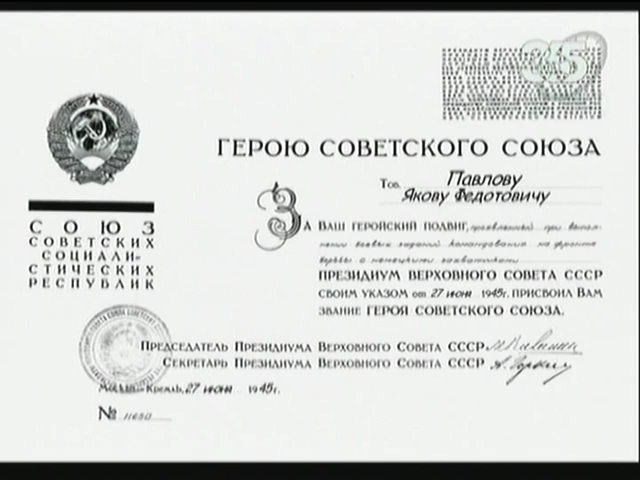 365
ГЕРОЮ СОВЕТСКОГО СОЮЗА
Тов. Павлову
Якову Федотовичу
СОЮЗ
СОВЕТСКИХ
СОЦИАЛИ-
СТИЧЕСКИХ
РЕСПУБЛИК
ЗА ВАШ ГЕРОЙСКИЙ ПОДВИГ, проявленный при выпол-
нении боевых заданий командования на фронте
борьбы с немецкими захватчиками
ПРЕЗИДИУМ ВЕРХОВНОГО СОВЕТА СССР
СВОИМ УКАЗОМ от 27 июня 1945г. ПРИСВОИЛ ВАМ
ЗВАНИЕ ГЕРОЯ СОВЕТСКОГО СОЮЗА.
ПРЕДСЕДАТЕЛЬ ПРЕЗИДИУМА ВЕРХОВНОГО СОВЕТА СССР М. Калинин
СЕКРЕТАРЬ ПРЕЗИДИУМА ВЕРХОВНОГО СОВЕТА СССР А. Горкин
Москва-Кремль, 27 июня 1945г.
№